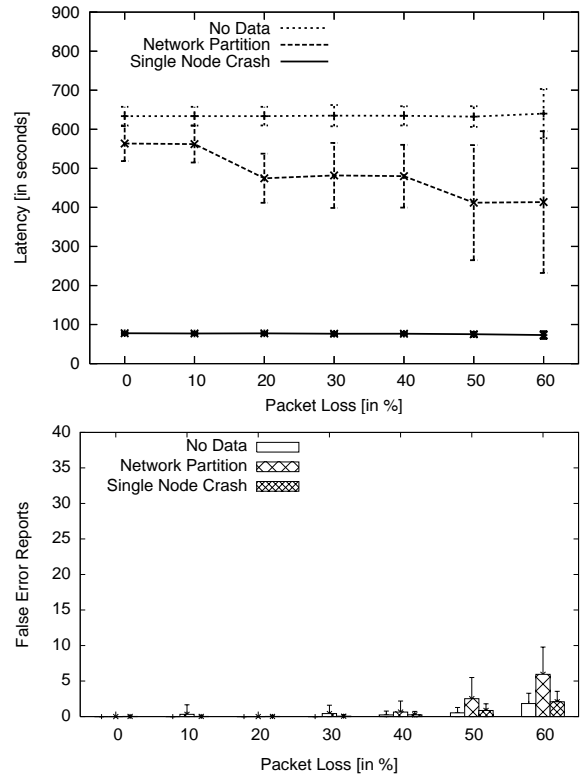 900
800
700
600
500
400
300
200
100
0
Latency [in seconds]
No Data
Network Partition
Single Node Crash
0 10 20 30 40 50 60
Packet Loss [in %]
40
35
30
25
20
15
10
5
0
False Error Reports
No Data
Network Partition
Single Node Crash
0 10 20 30 40 50 60
Packet Loss [in %]